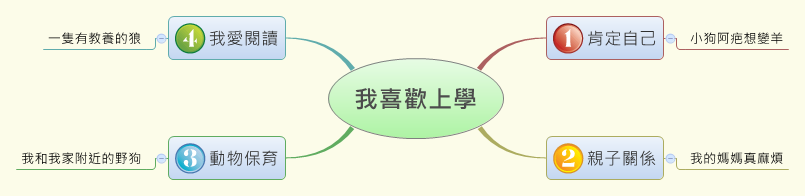 我喜歡上學
1 肯定自己
小狗阿疤想變羊
2 親子關係
我的媽媽真麻煩
3 動物保育
我和我家附近的野狗
4 我愛閱讀
一隻有教養的狼